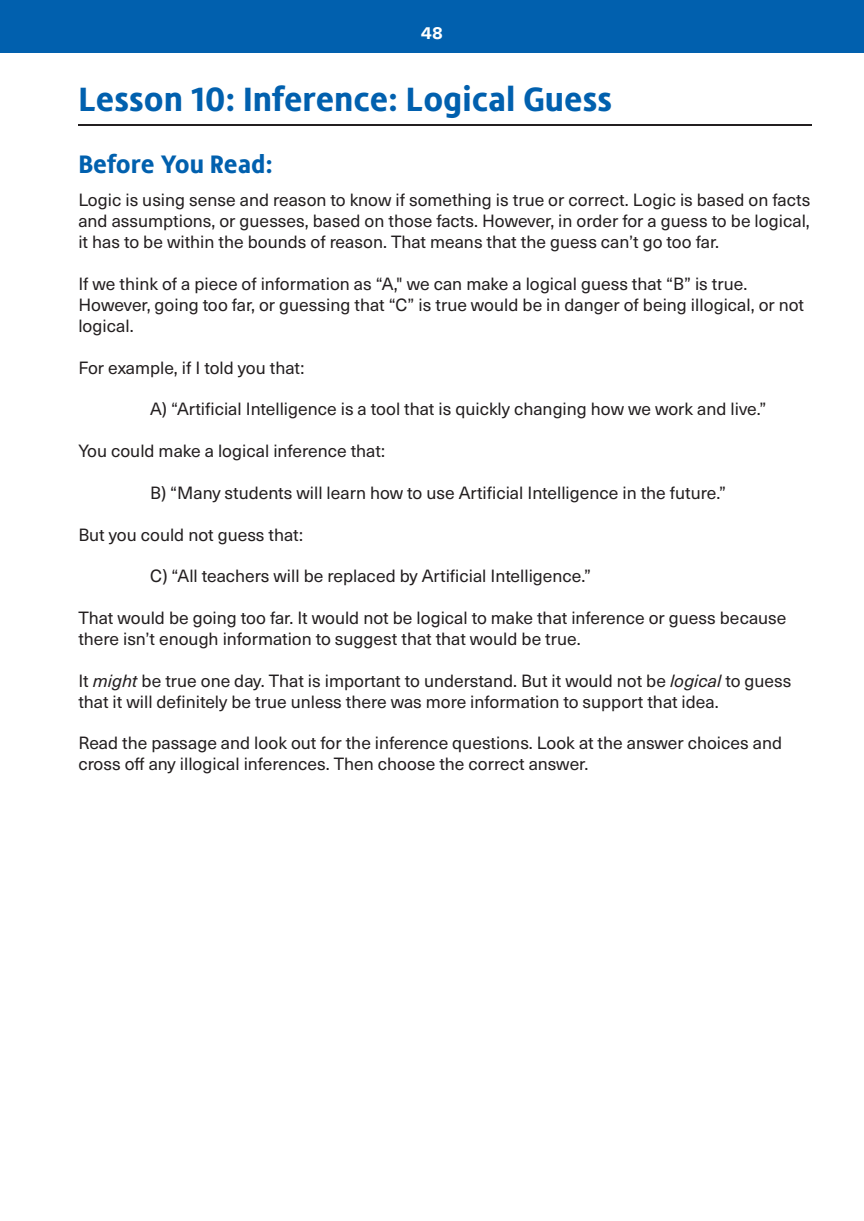 48
Lesson 10: Inference: Logical Guess
Before You Read:
Logic is using sense and reason to know if something is true or correct. Logic is based on facts
and assumptions, or guesses, based on those facts. However, in order for a guess to be logical,
it has to be within the bounds of reason. That means that the guess can’t go too far.
If we think of a piece of information as “A," we can make a logical guess that “B” is true.
However, going too far, or guessing that “C” is true would be in danger of being illogical, or not
logical.
For example, if I told you that:
A) “Artificial Intelligence is a tool that is quickly changing how we work and live.”
You could make a logical inference that:
B) “Many students will learn how to use Artificial Intelligence in the future.”
But you could not guess that:
C) “All teachers will be replaced by Artificial Intelligence.”
That would be going too far. It would not be logical to make that inference or guess because
there isn’t enough information to suggest that that would be true.
It might be true one day. That is important to understand. But it would not be logical to guess
that it will definitely be true unless there was more information to support that idea.
Read the passage and look out for the inference questions. Look at the answer choices and
cross off any illogical inferences. Then choose the correct answer.